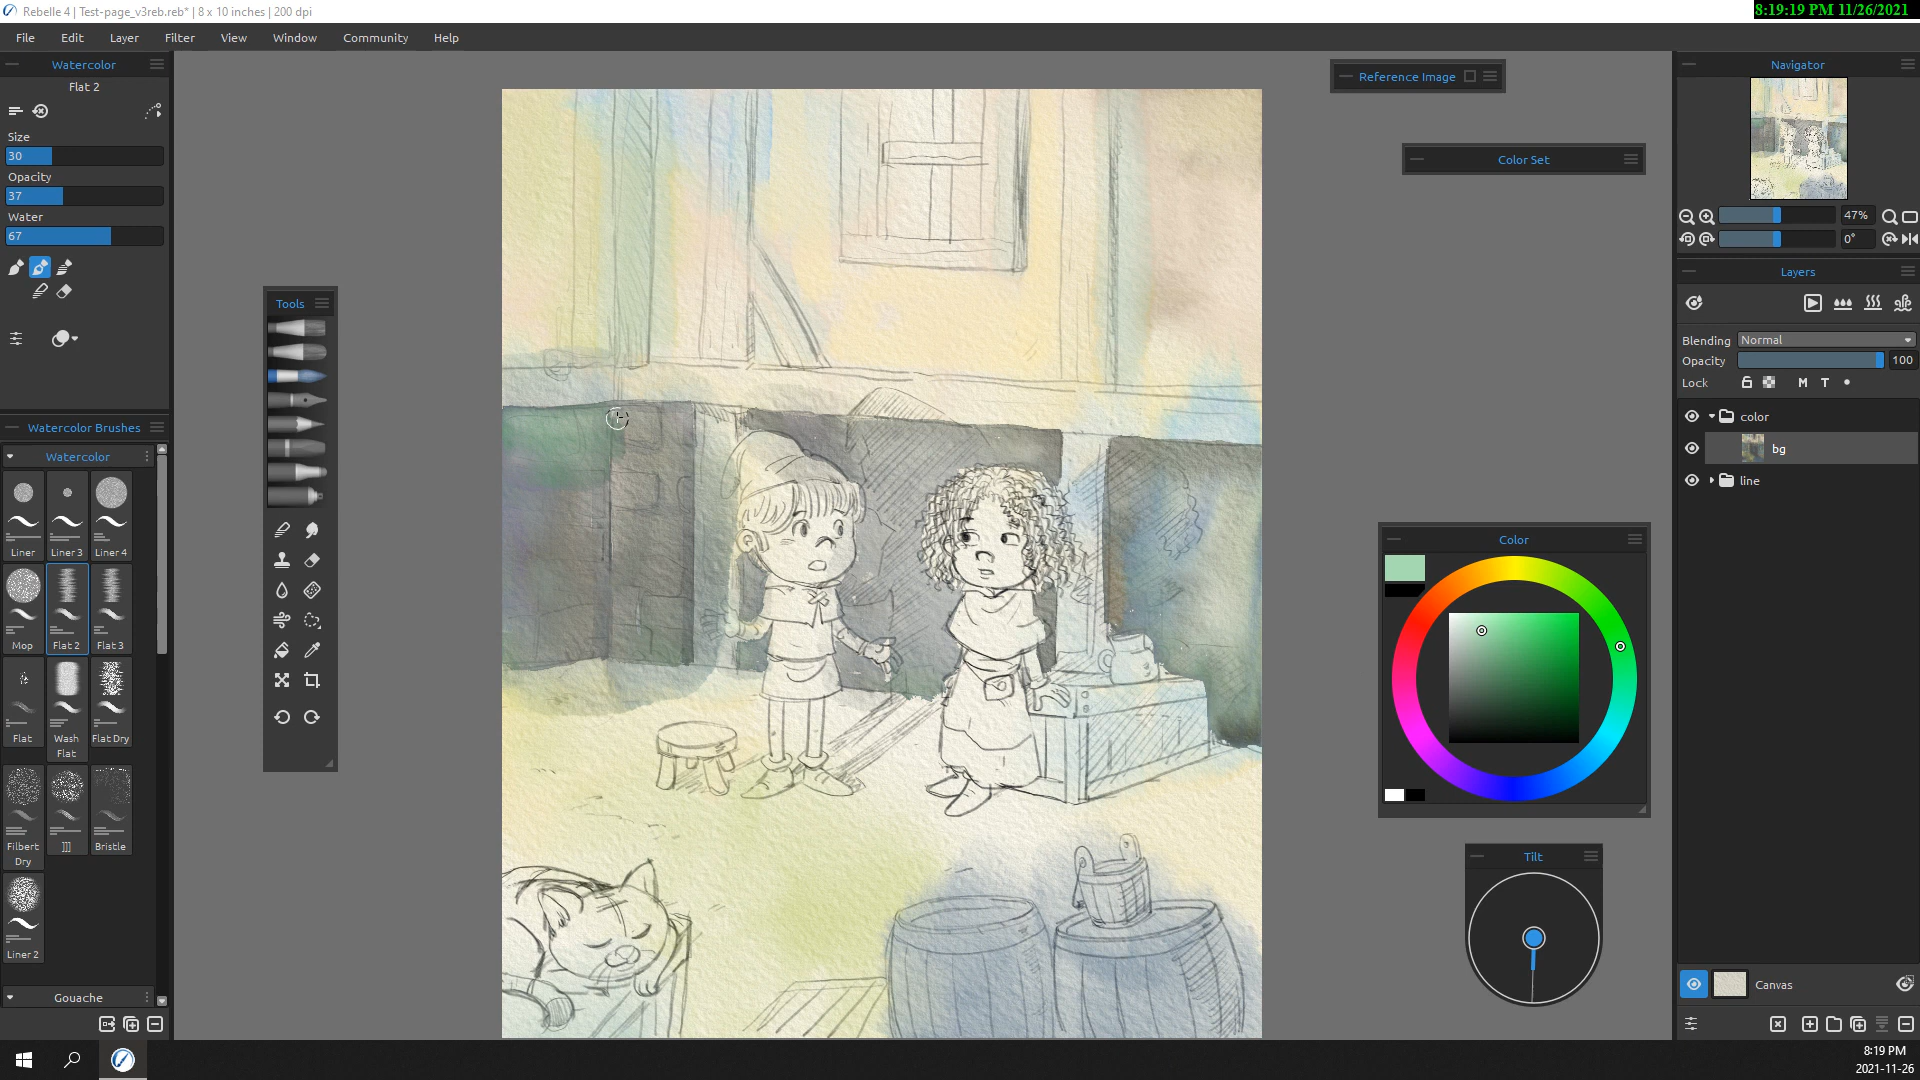 Rebelle 4 | Test-page_v3reb.reb* | 8 x 10 inches | 200 dpi
8:19:19 PM 11/26/2021
File Edit Layer Filter View Window Community Help
Watercolor
Flat 2
Size
30
Opacity
37
Water
67
Watercolor Brushes
Watercolor
Liner Liner 3 Liner 4
Mop Flat 2 Flat 3
Flat Wash Flat Flat Dry
Filbert Dry ]]] Bristle
Liner 2
Gouache
Tools
Reference Image
Color Set
Color
Tilt
Navigator
47%
0°
Layers
Blending Normal
Opacity 100
Lock M T
color
bg
line
Canvas
8:19 PM
2021-11-26